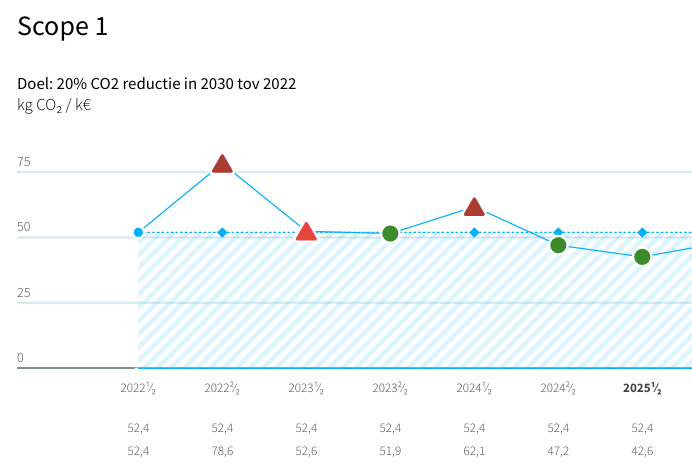 Scope 1
Doel: 20% CO2 reductie in 2030 tov 2022
kg CO₂ / k€
75
50
25
0
2022½ 2022²⁄₂ 2023½ 2023²⁄₂ 2024½ 2024²⁄₂ 2025½
52,4 52,4 52,4 52,4 52,4 52,4 52,4
52,4 78,6 52,6 51,9 62,1 47,2 42,6